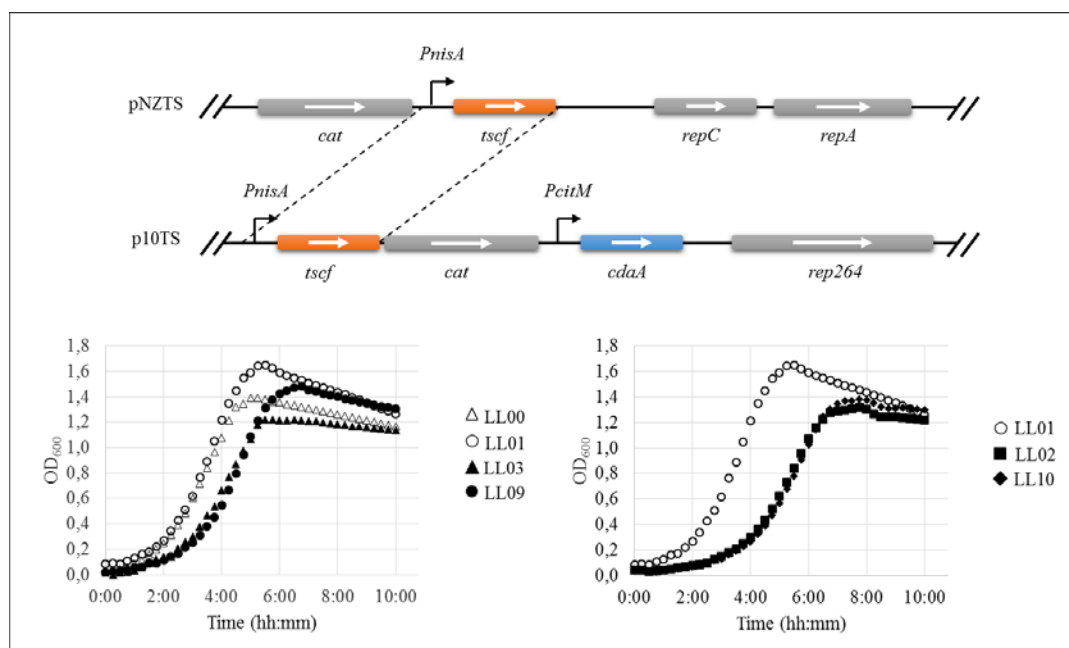 PnisA
pNZTS
cat
tscf
repC
repA
PnisA
PcitM
p10TS
tscf
cat
cdaA
rep264
1,8
1,6
1,4
1,2
1,0
0,8
0,6
0,4
0,2
0,0
OD600
0:00 2:00 4:00 6:00 8:00 10:00
Time (hh:mm)
LL00
LL01
LL03
LL09
1,8
1,6
1,4
1,2
1,0
0,8
0,6
0,4
0,2
0,0
OD600
0:00 2:00 4:00 6:00 8:00 10:00
Time (hh:mm)
LL01
LL02
LL10